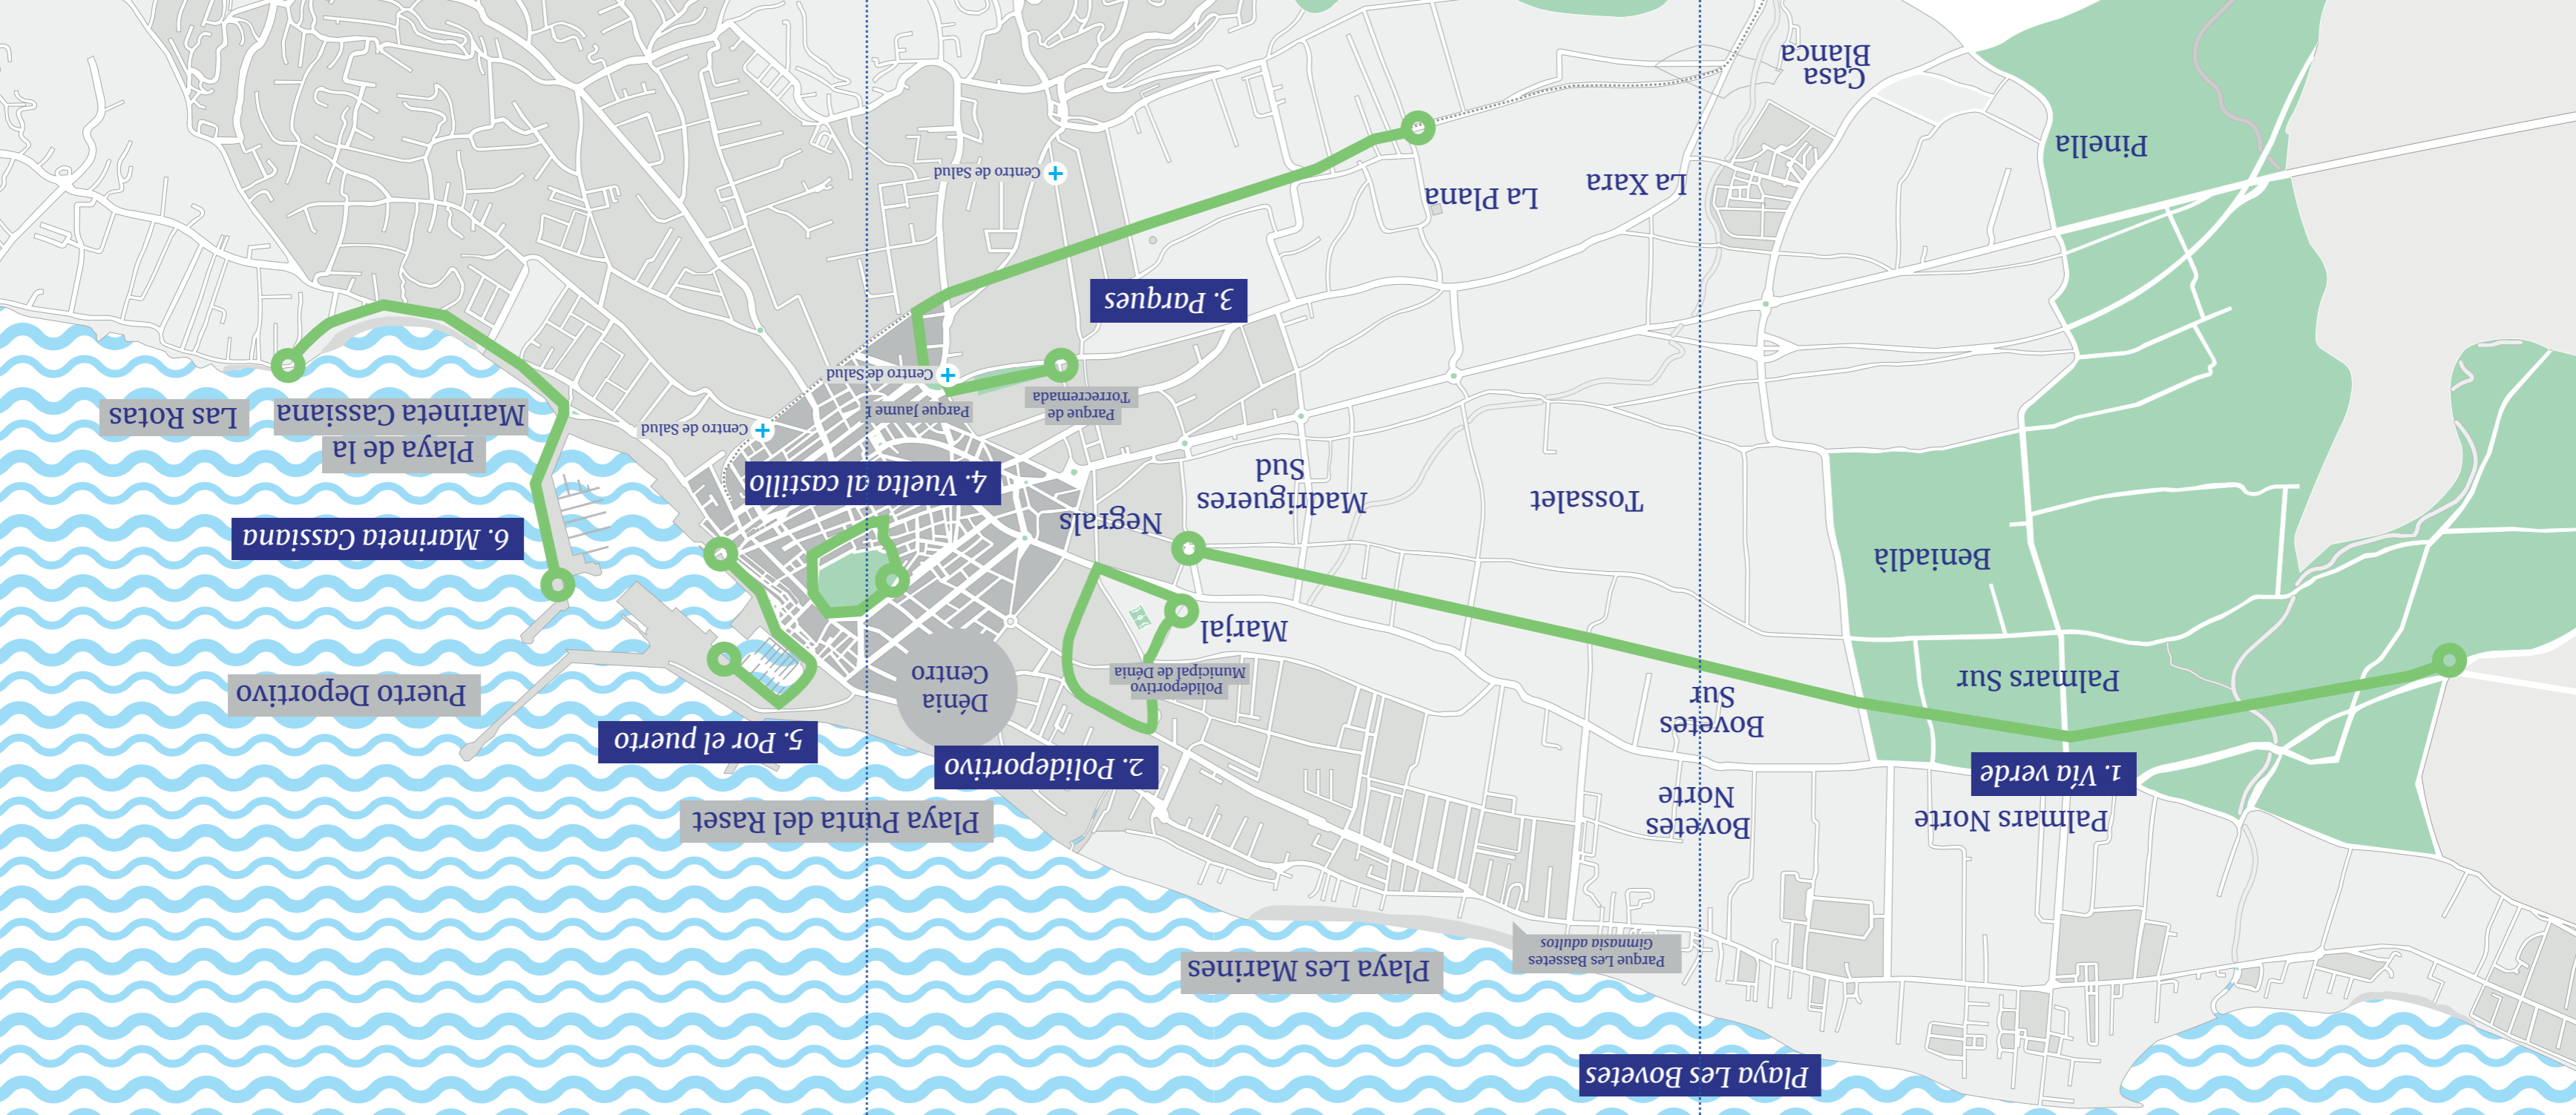 Playa Les Bovetes
Parque Les Bassetes
Gimnasia adultos
Playa Les Marines
Palmars Norte
Bovetes
Norte
Playa Punta del Raset
1. Vía verde
2. Polideportivo
5. Por el puerto
Bovetes
Sur
Palmars Sur
Dénia
Centro
Puerto Deportivo
Polideportivo
Municipal de Dénia
Marjal
Beniadlà
6. Marineta Cassiana
Negrals
Tossalet
Madrigueres
Sud
4. Vuelta al castillo
Playa de la
Marineta Cassiana
Las Rotas
Centro de Salud
Parque de
Torrecremada
Parque Jaume I
Centro de Salud
3. Parques
La Plana
La Xara
Centro de Salud
Pinella
Casa
Blanca